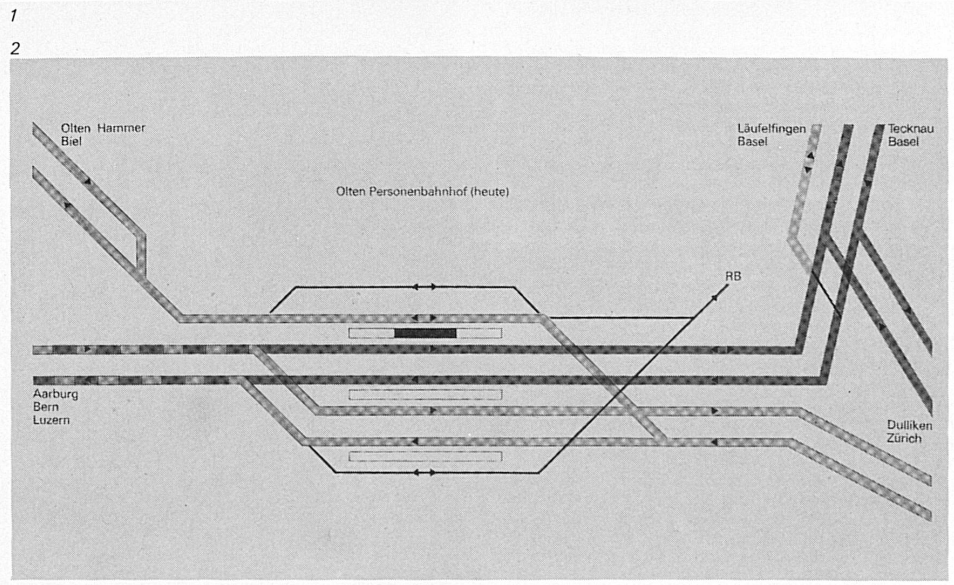 1
2
Olten Hammer
Biel
Läufelfingen
Basel
Tecknau
Basel
Olten Personenbahnhof (heute)
RB
Aarburg
Bern
Luzern
Dulliken
Zürich